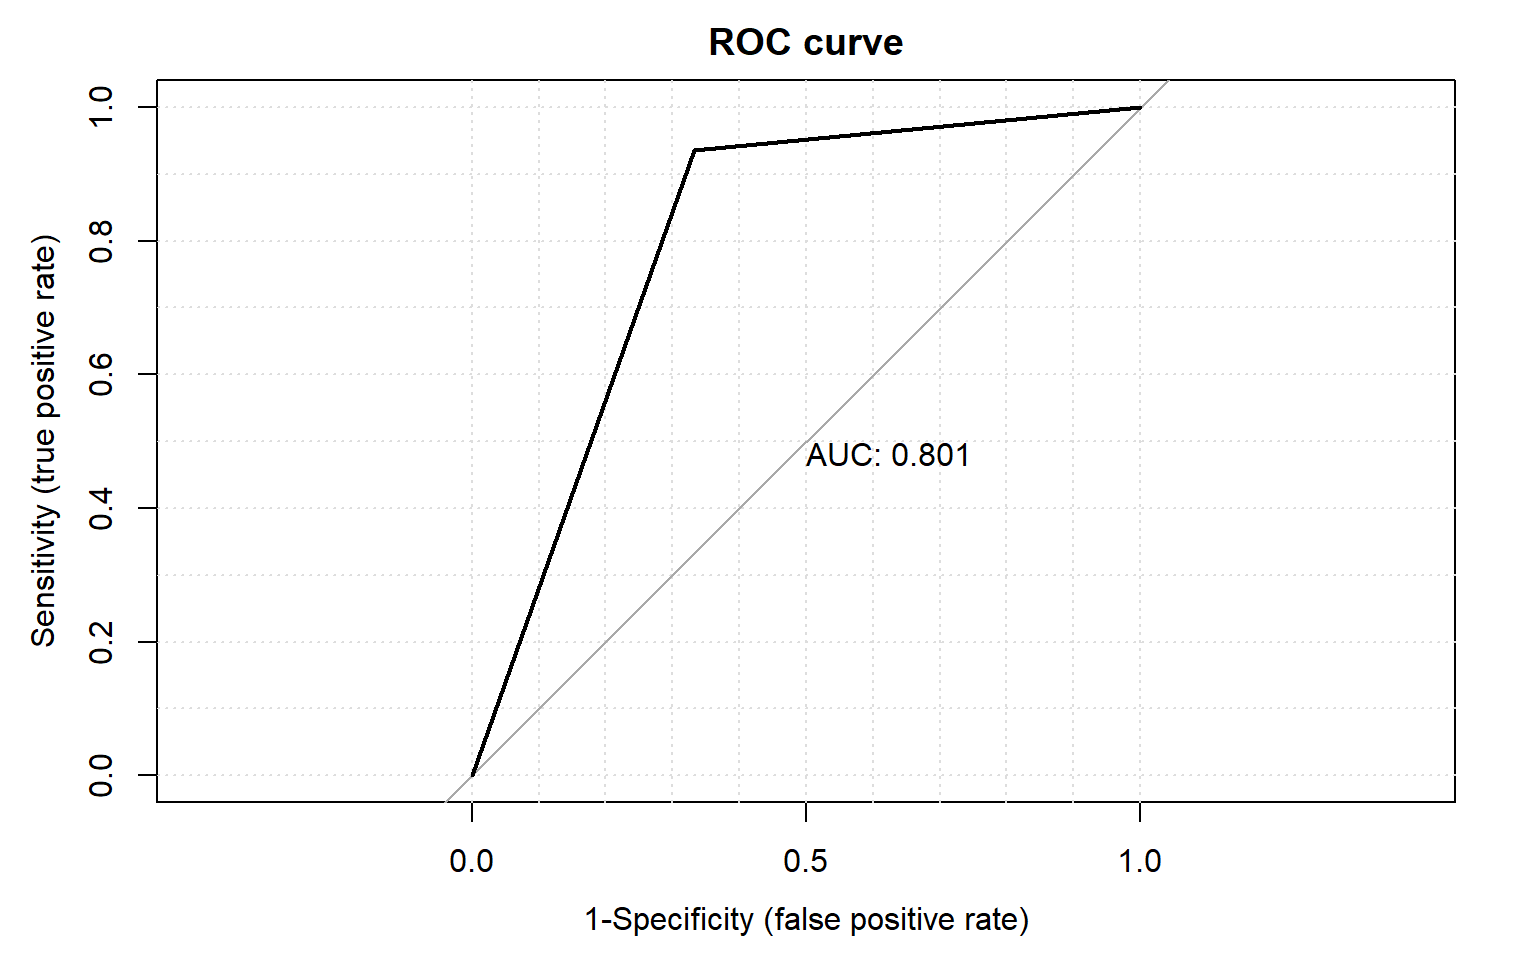 ROC curve
Sensitivity (true positive rate)
1.0
0.8
0.6
0.4
0.2
0.0
AUC: 0.801
0.0 0.5 1.0
1-Specificity (false positive rate)